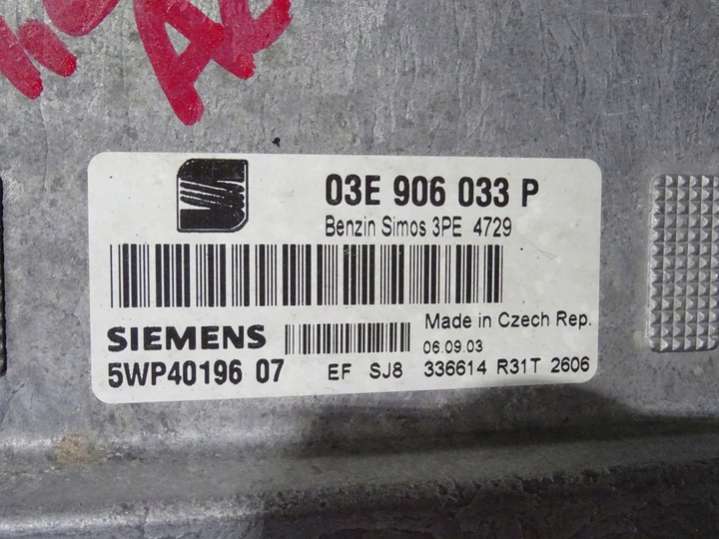 03E 906 033 P
Benzin Simos 3PE 4729
SIEMENS
Made in Czech Rep.
06.09.03
5WP40196 07
EF SJ8 336614 R31T 2606